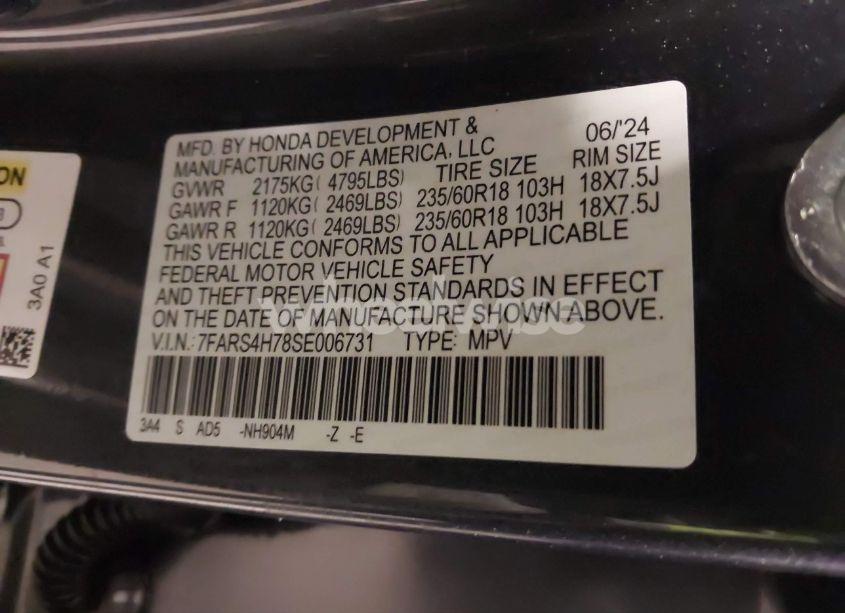 MFD. BY HONDA DEVELOPMENT & 06/'24
MANUFACTURING OF AMERICA, LLC
GVWR 2175KG( 4795LBS) TIRE SIZE RIM SIZE
GAWR F 1120KG( 2469LBS) 235/60R18 103H 18X7.5J
GAWR R 1120KG( 2469LBS) 235/60R18 103H 18X7.5J
THIS VEHICLE CONFORMS TO ALL APPLICABLE
FEDERAL MOTOR VEHICLE SAFETY
AND THEFT PREVENTION STANDARDS IN EFFECT
ON THE DATE OF MANUFACTURE SHOWN ABOVE.
V.I.N.:7FARS4H78SE006731 TYPE: MPV
3A4 S AD5 -NH904M -Z -E
3A0 A1